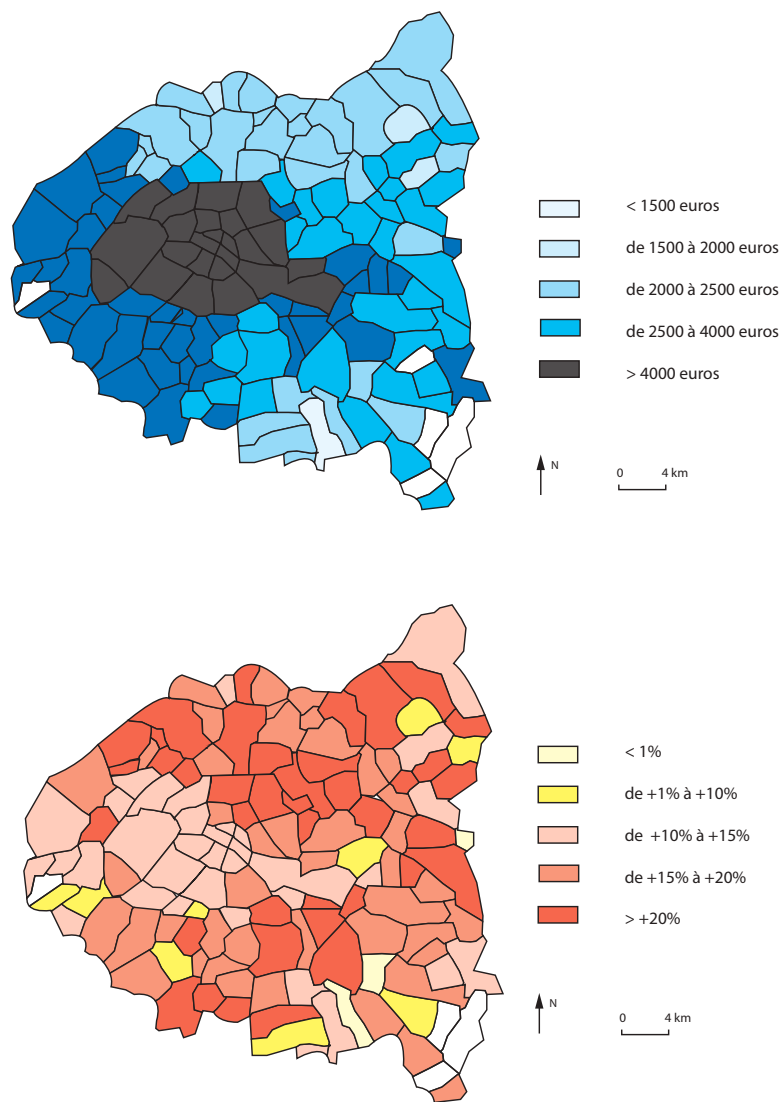 < 1500 euros
de 1500 à 2000 euros
de 2000 à 2500 euros
de 2500 à 4000 euros
> 4000 euros
N
0 4 km
< 1%
de +1% à +10%
de +10% à +15%
de +15% à +20%
> +20%
N
0 4 km